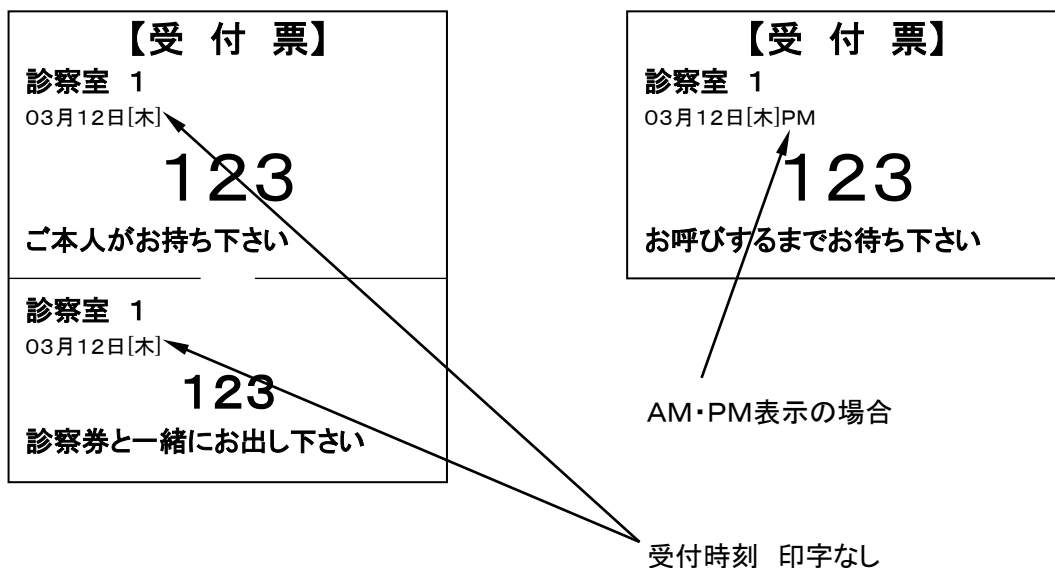 【受 付 票】
診察室 1
03月12日[木]
123
ご本人がお持ち下さい
診察室 1
03月12日[木]
123
診察券と一緒にお出し下さい
【受 付 票】
診察室 1
03月12日[木]PM
123
お呼びするまでお待ち下さい
AM・PM表示の場合
受付時刻 印字なし